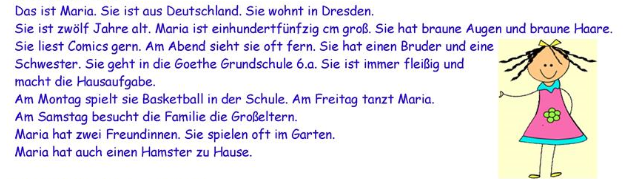 Das ist Maria. Sie ist aus Deutschland. Sie wohnt in Dresden.
Sie ist zwölf Jahre alt. Maria ist einhundertfünfzig cm groß. Sie hat braune Augen und braune Haare.
Sie liest Comics gern. Am Abend sieht sie oft fern. Sie hat einen Bruder und eine
Schwester. Sie geht in die Goethe Grundschule 6.a. Sie ist immer fleißig und
macht die Hausaufgabe.
Am Montag spielt sie Basketball in der Schule. Am Freitag tanzt Maria.
Am Samstag besucht die Familie die Großeltern.
Maria hat zwei Freundinnen. Sie spielen oft im Garten.
Maria hat auch einen Hamster zu Hause.